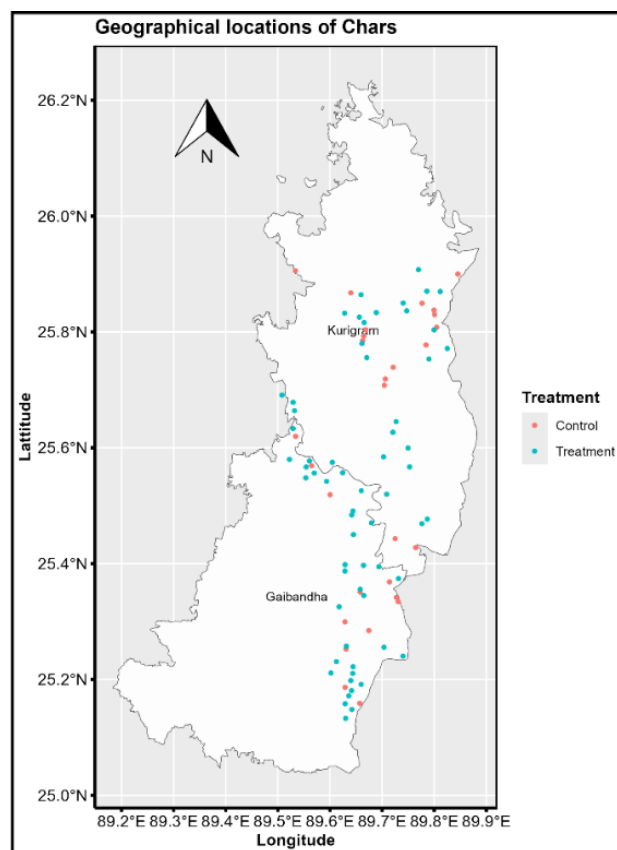 Geographical locations of Chars
26.2°N
N
26.0°N
25.8°N
Kurigram
Lattitude
Treatment
Control
Treatment
25.6°N
25.4°N
Gaibandha
25.2°N
25.0°N
89.2°E 89.3°E 89.4°E 89.5°E 89.6°E 89.7°E 89.8°E 89.9°E
Longitude